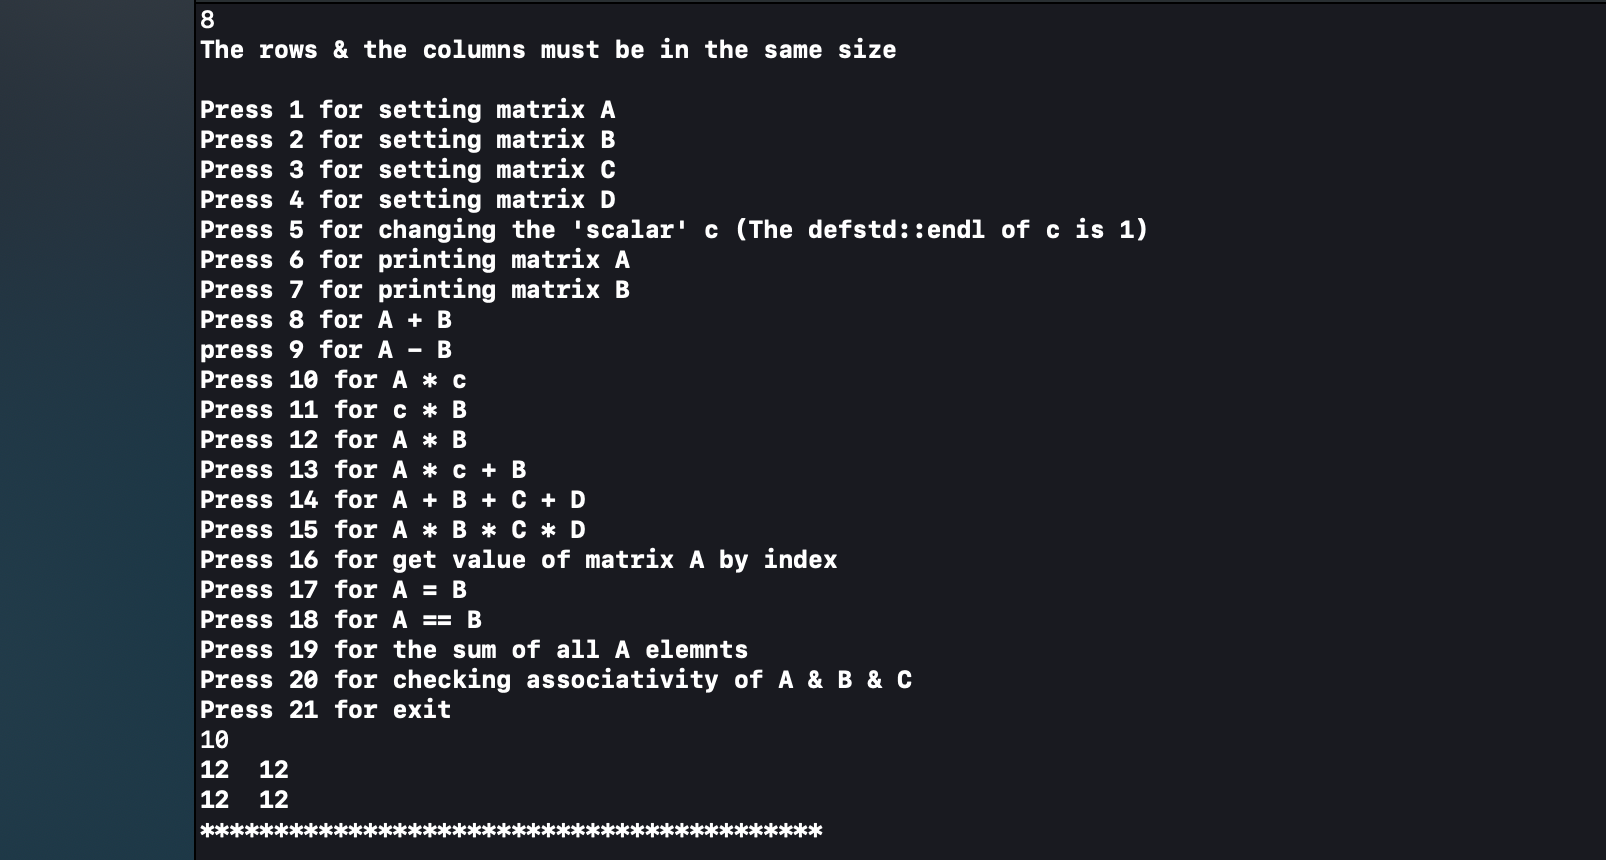 8
The rows & the columns must be in the same size
Press 1 for setting matrix A
Press 2 for setting matrix B
Press 3 for setting matrix C
Press 4 for setting matrix D
Press 5 for changing the 'scalar' c (The defstd::endl of c is 1)
Press 6 for printing matrix A
Press 7 for printing matrix B
Press 8 for A + B
press 9 for A − B
Press 10 for A * c
Press 11 for c * B
Press 12 for A * B
Press 13 for A * c + B
Press 14 for A + B + C + D
Press 15 for A * B * C * D
Press 16 for get value of matrix A by index
Press 17 for A = B
Press 18 for A == B
Press 19 for the sum of all A elemnts
Press 20 for checking associativity of A & B & C
Press 21 for exit
10
12  12
12  12
******************************************